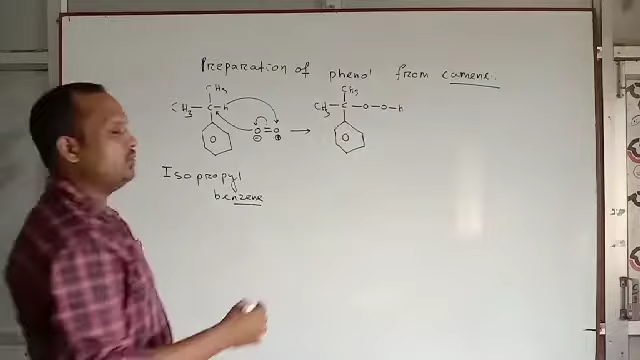 Preparation of phenol from cumene:
CH3 CH3
CH3 - C - H CH3 - C - O - O - H
O = O
Isopropyl
benzene